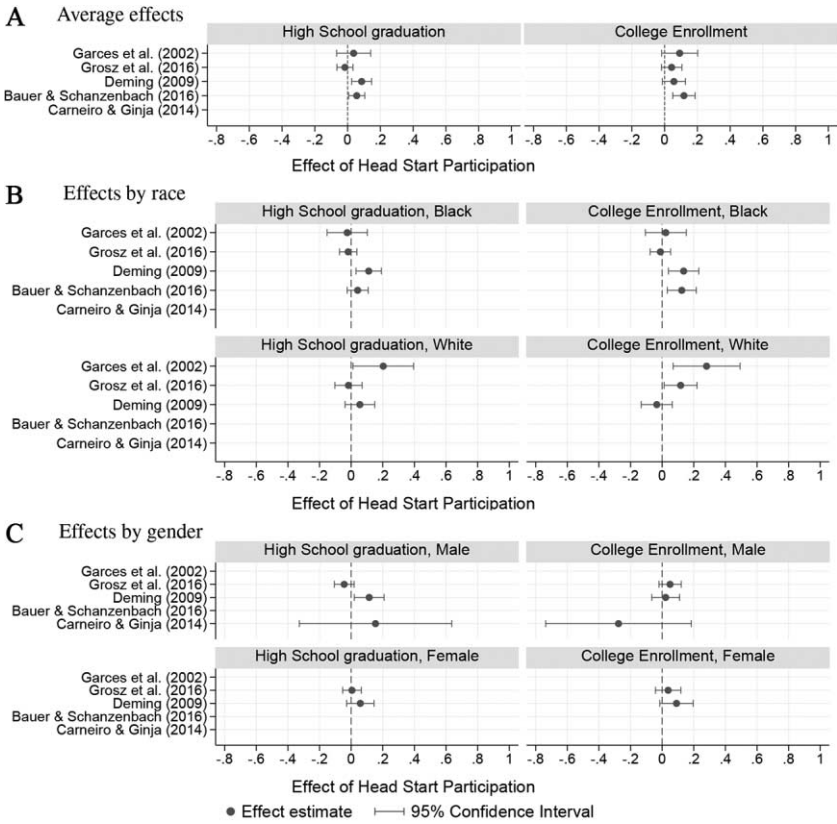 A Average effects
High School graduation College Enrollment
Garces et al. (2002)
Grosz et al. (2016)
Deming (2009)
Bauer & Schanzenbach (2016)
Carneiro & Ginja (2014)
-.8 -.6 -.4 -.2 0 .2 .4 .6 .8 1 -.8 -.6 -.4 -.2 0 .2 .4 .6 .8 1
Effect of Head Start Participation
B Effects by race
High School graduation, Black College Enrollment, Black
Garces et al. (2002)
Grosz et al. (2016)
Deming (2009)
Bauer & Schanzenbach (2016)
Carneiro & Ginja (2014)
High School graduation, White College Enrollment, White
Garces et al. (2002)
Grosz et al. (2016)
Deming (2009)
Bauer & Schanzenbach (2016)
Carneiro & Ginja (2014)
-.8 -.6 -.4 -.2 0 .2 .4 .6 .8 1 -.8 -.6 -.4 -.2 0 .2 .4 .6 .8 1
Effect of Head Start Participation
C Effects by gender
High School graduation, Male College Enrollment, Male
Garces et al. (2002)
Grosz et al. (2016)
Deming (2009)
Bauer & Schanzenbach (2016)
Carneiro & Ginja (2014)
High School graduation, Female College Enrollment, Female
Garces et al. (2002)
Grosz et al. (2016)
Deming (2009)
Bauer & Schanzenbach (2016)
Carneiro & Ginja (2014)
-.8 -.6 -.4 -.2 0 .2 .4 .6 .8 1 -.8 -.6 -.4 -.2 0 .2 .4 .6 .8 1
Effect of Head Start Participation
Effect estimate 95% Confidence Interval